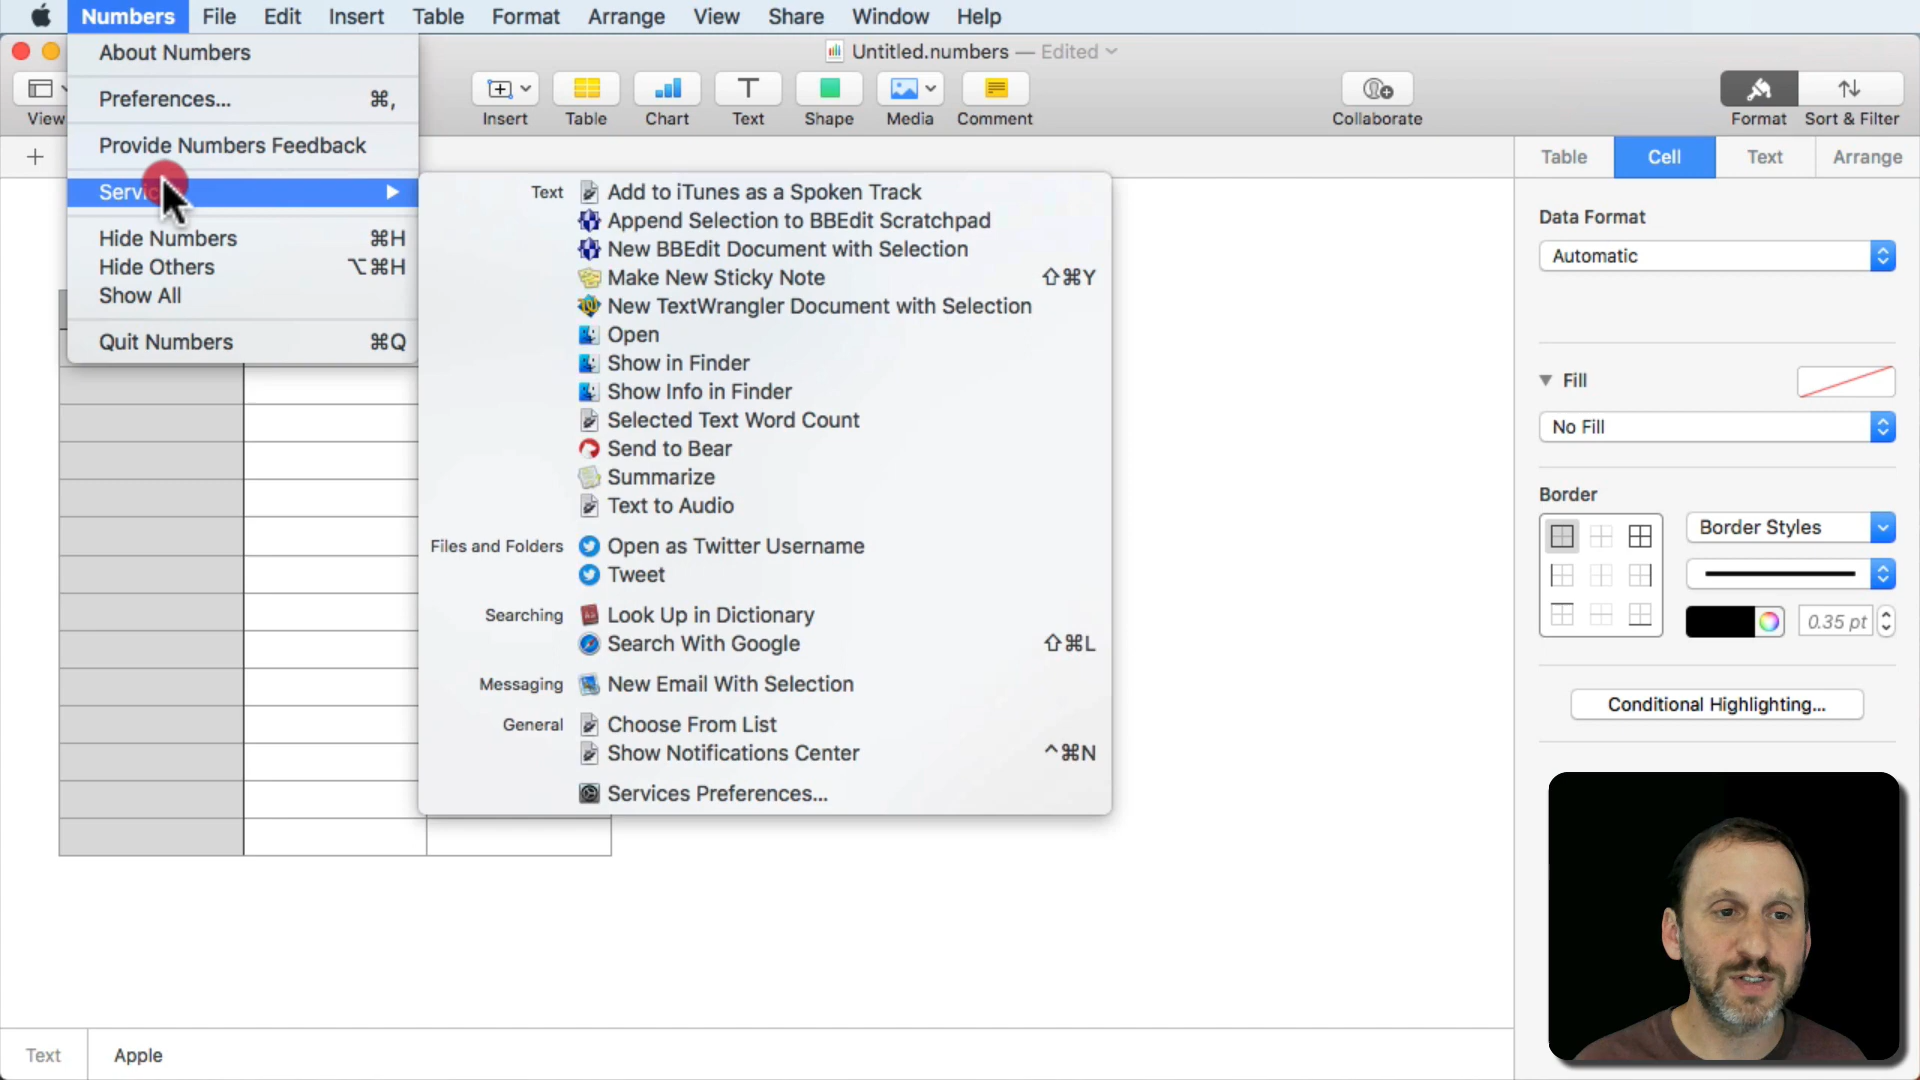 Numbers File Edit Insert Table Format Arrange View Share Window Help
Untitled.numbers — Edited
View
Insert Table Chart Text Shape Media Comment Collaborate Format Sort & Filter
About Numbers
Preferences... ⌘,
Provide Numbers Feedback
Servi
Hide Numbers ⌘H
Hide Others ⌥⌘H
Show All
Quit Numbers ⌘Q
Text Add to iTunes as a Spoken Track
Append Selection to BBEdit Scratchpad
New BBEdit Document with Selection
Make New Sticky Note ⇧⌘Y
New TextWrangler Document with Selection
Open
Show in Finder
Show Info in Finder
Selected Text Word Count
Send to Bear
Summarize
Text to Audio
Files and Folders Open as Twitter Username
Tweet
Searching Look Up in Dictionary
Search With Google ⇧⌘L
Messaging New Email With Selection
General Choose From List
Show Notifications Center ^⌘N
Services Preferences...
Table Cell Text Arrange
Data Format
Automatic
Fill
No Fill
Border
Border Styles
0.35 pt
Conditional Highlighting...
Text Apple